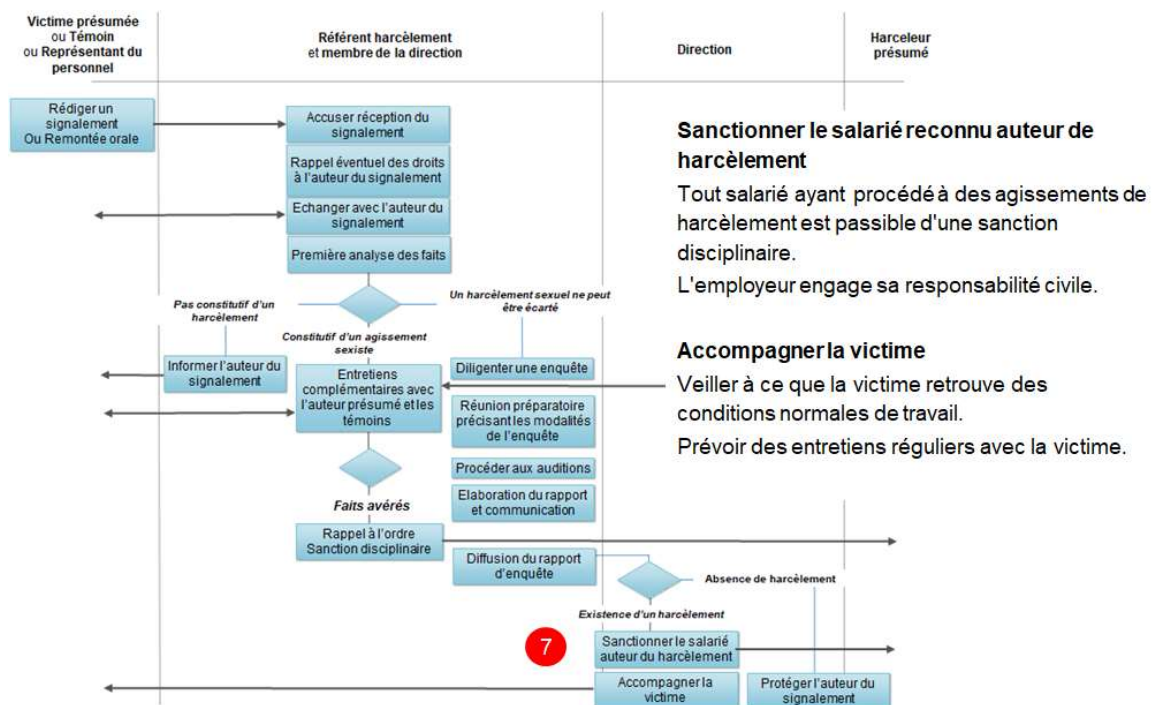 Victime présumée
ou Témoin
ou Représentant du
personnel
Référent harcèlement
et membre de la direction
Direction
Harceleur
présumé
Rédiger un
signalement
Ou Remontée orale
Accuser réception du
signalement
Rappel éventuel des droits
à l'auteur du signalement
Echanger avec l'auteur du
signalement
Première analyse des faits
Sanctionner le salarié reconnu auteur de
harcèlement
Tout salarié ayant procédé à des agissements de
harcèlement est passible d'une sanction
disciplinaire.
L'employeur engage sa responsabilité civile.
Accompagner la victime
Veiller à ce que la victime retrouve des
conditions normales de travail.
Prévoir des entretiens réguliers avec la victime.
Pas constitutif d'un
harcèlement
Un harcèlement sexuel ne peut
être écarté
Constitutif d'un agissement
sexiste
Informer l'auteur du
signalement
Entretiens
complémentaires avec
l'auteur présumé et les
témoins
Diligenter une enquête
Réunion préparatoire
précisant les modalités
de l'enquête
Procéder aux auditions
Elaboration du rapport
et communication
Faits avérés
Rappel à l'ordre
Sanction disciplinaire
Diffusion du rapport
d'enquête
Absence de harcèlement
Existence d'un harcèlement
7
Sanctionner le salarié
auteur du harcèlement
Accompagner la
victime
Protéger l'auteur du
signalement